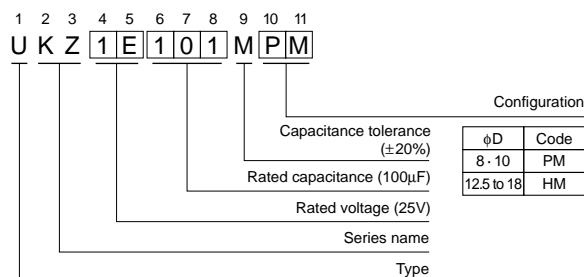 1 2 3 4 5 6 7 8 9 10 11
U K Z 1 E 1 0 1 M P M
Configuration
Capacitance tolerance
(±20%)
Rated capacitance (100µF)
Rated voltage (25V)
Series name
Type
ϕD Code
8 · 10 PM
12.5 to 18 HM